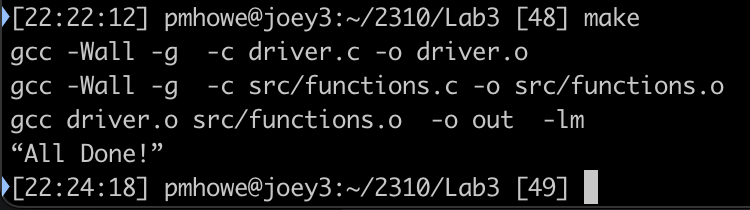 [22:22:12] pmhowe@joey3:~/2310/Lab3 [48] make
gcc -Wall -g  -c driver.c -o driver.o
gcc -Wall -g  -c src/functions.c -o src/functions.o
gcc driver.o src/functions.o  -o out  -lm
“All Done!”
[22:24:18] pmhowe@joey3:~/2310/Lab3 [49]